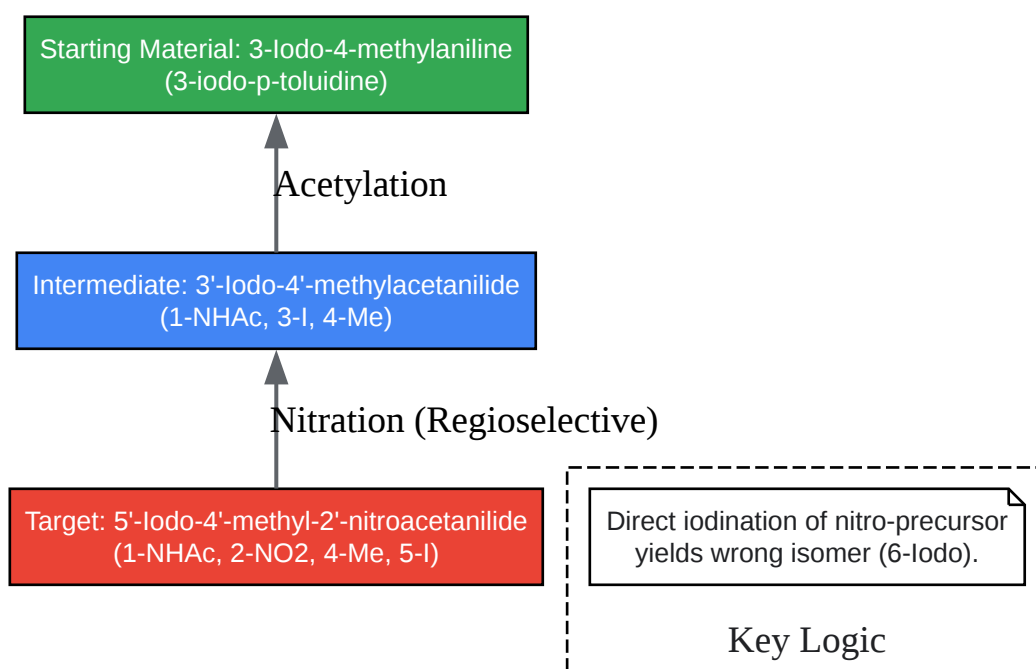 Starting Material: 3-Iodo-4-methylaniline
(3-iodo-p-toluidine)
Acetylation
Intermediate: 3'-Iodo-4'-methylacetanilide
(1-NHAc, 3-I, 4-Me)
Nitration (Regioselective)
Target: 5'-Iodo-4'-methyl-2'-nitroacetanilide
(1-NHAc, 2-NO2, 4-Me, 5-I)
Direct iodination of nitro-precursor
yields wrong isomer (6-Iodo).
Key Logic